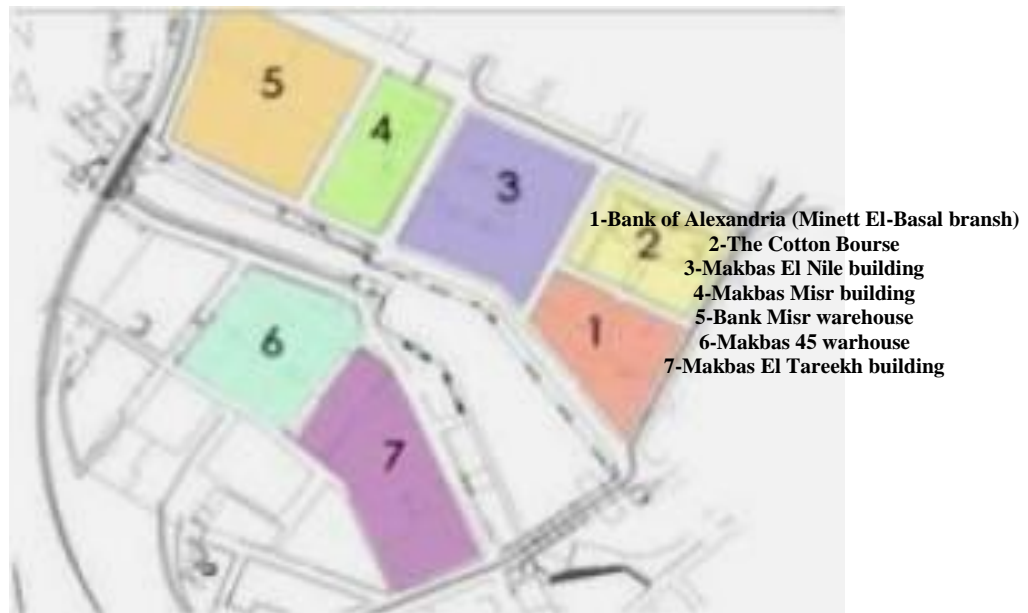 5
4
3
2
1
6
7
1-Bank of Alexandria (Minett El-Basal bransh)
2-The Cotton Bourse
3-Makbas El Nile building
4-Makbas Misr building
5-Bank Misr warehouse
6-Makbas 45 warhouse
7-Makbas El Tareekh building